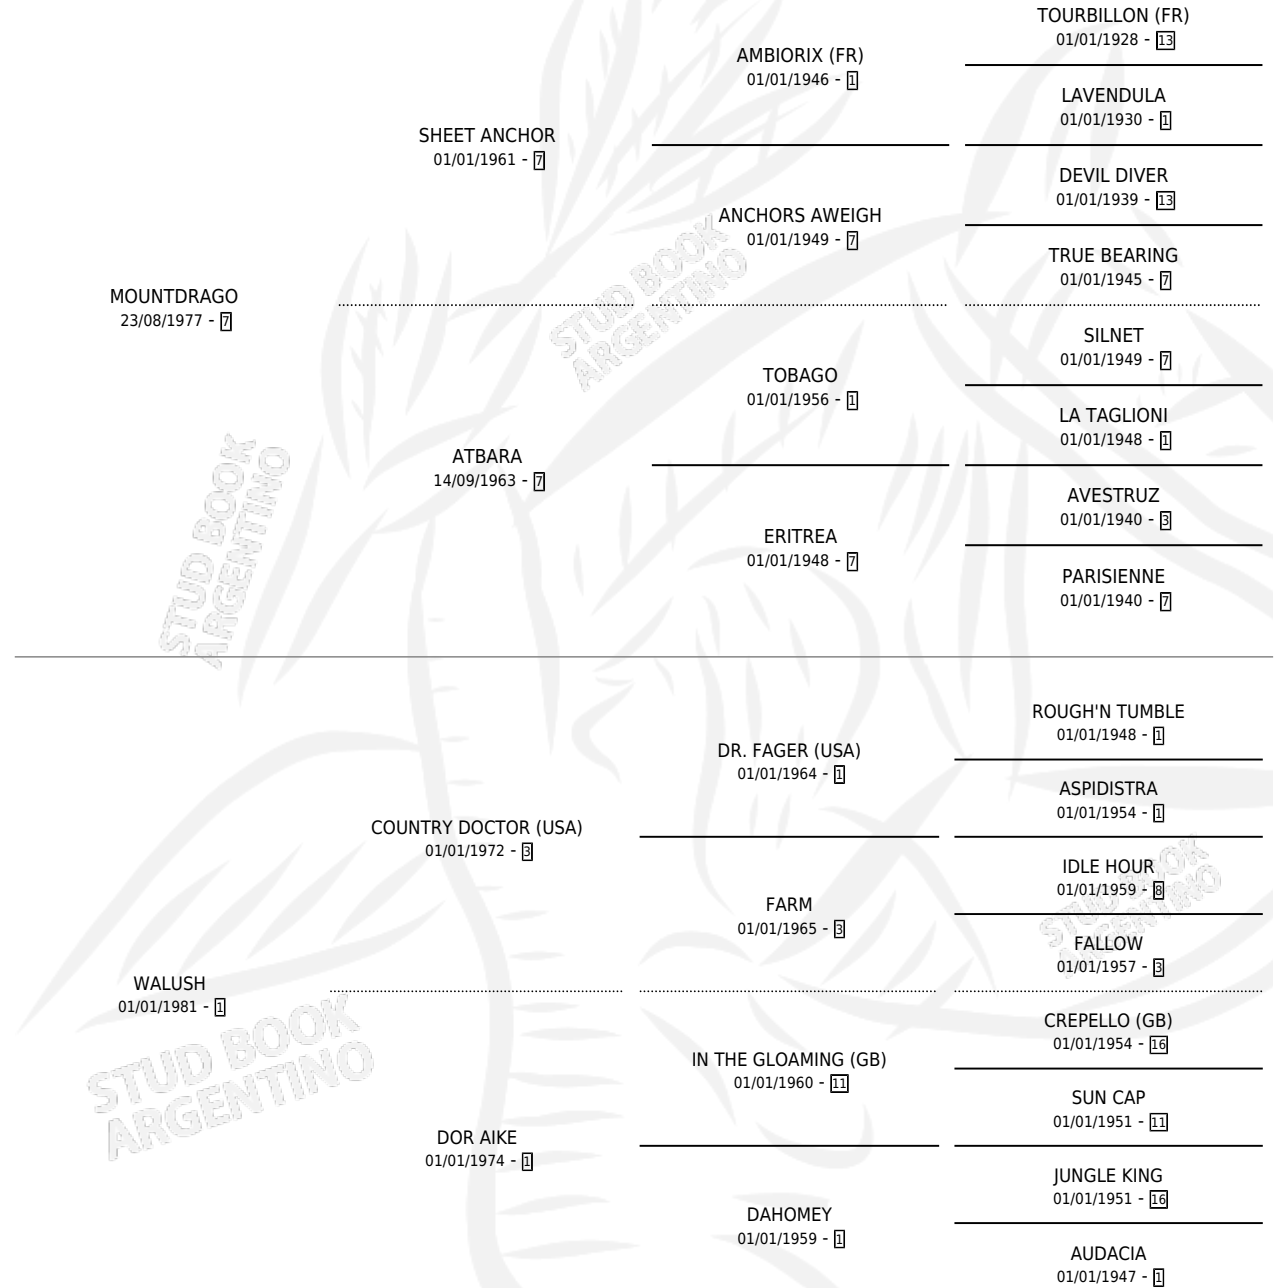 TOURBILLON (FR)
01/01/1928 - 13
AMBIORIX (FR)
01/01/1946 - 1
LAVENDULA
01/01/1930 - 1
SHEET ANCHOR
01/01/1961 - 7
DEVIL DIVER
01/01/1939 - 13
ANCHORS AWEIGH
01/01/1949 - 7
TRUE BEARING
01/01/1945 - 7
MOUNTDRAGO
23/08/1977 - 7
STUD BOOK
ARGENTINO
SILNET
01/01/1949 - 7
TOBAGO
01/01/1956 - 1
LA TAGLIONI
01/01/1948 - 1
ATBARA
14/09/1963 - 7
AVESTRUZ
01/01/1940 - 3
ERITREA
01/01/1948 - 7
PARISIENNE
01/01/1940 - 7
STUD BOOK
ARGENTINO
ROUGH'N TUMBLE
01/01/1948 - 1
DR. FAGER (USA)
01/01/1964 - 1
ASPIDISTRA
01/01/1954 - 1
COUNTRY DOCTOR (USA)
01/01/1972 - 3
IDLE HOUR
01/01/1959 - 8
FARM
01/01/1965 - 3
STUD BOOK
ARGENTINO
FALLOW
01/01/1957 - 3
WALUSH
01/01/1981 - 1
CREPELLO (GB)
01/01/1954 - 16
IN THE GLOAMING (GB)
01/01/1960 - 11
STUD BOOK
ARGENTINO
SUN CAP
01/01/1951 - 11
DOR AIKE
01/01/1974 - 1
JUNGLE KING
01/01/1951 - 16
DAHOMEY
01/01/1959 - 1
AUDACIA
01/01/1947 - 1